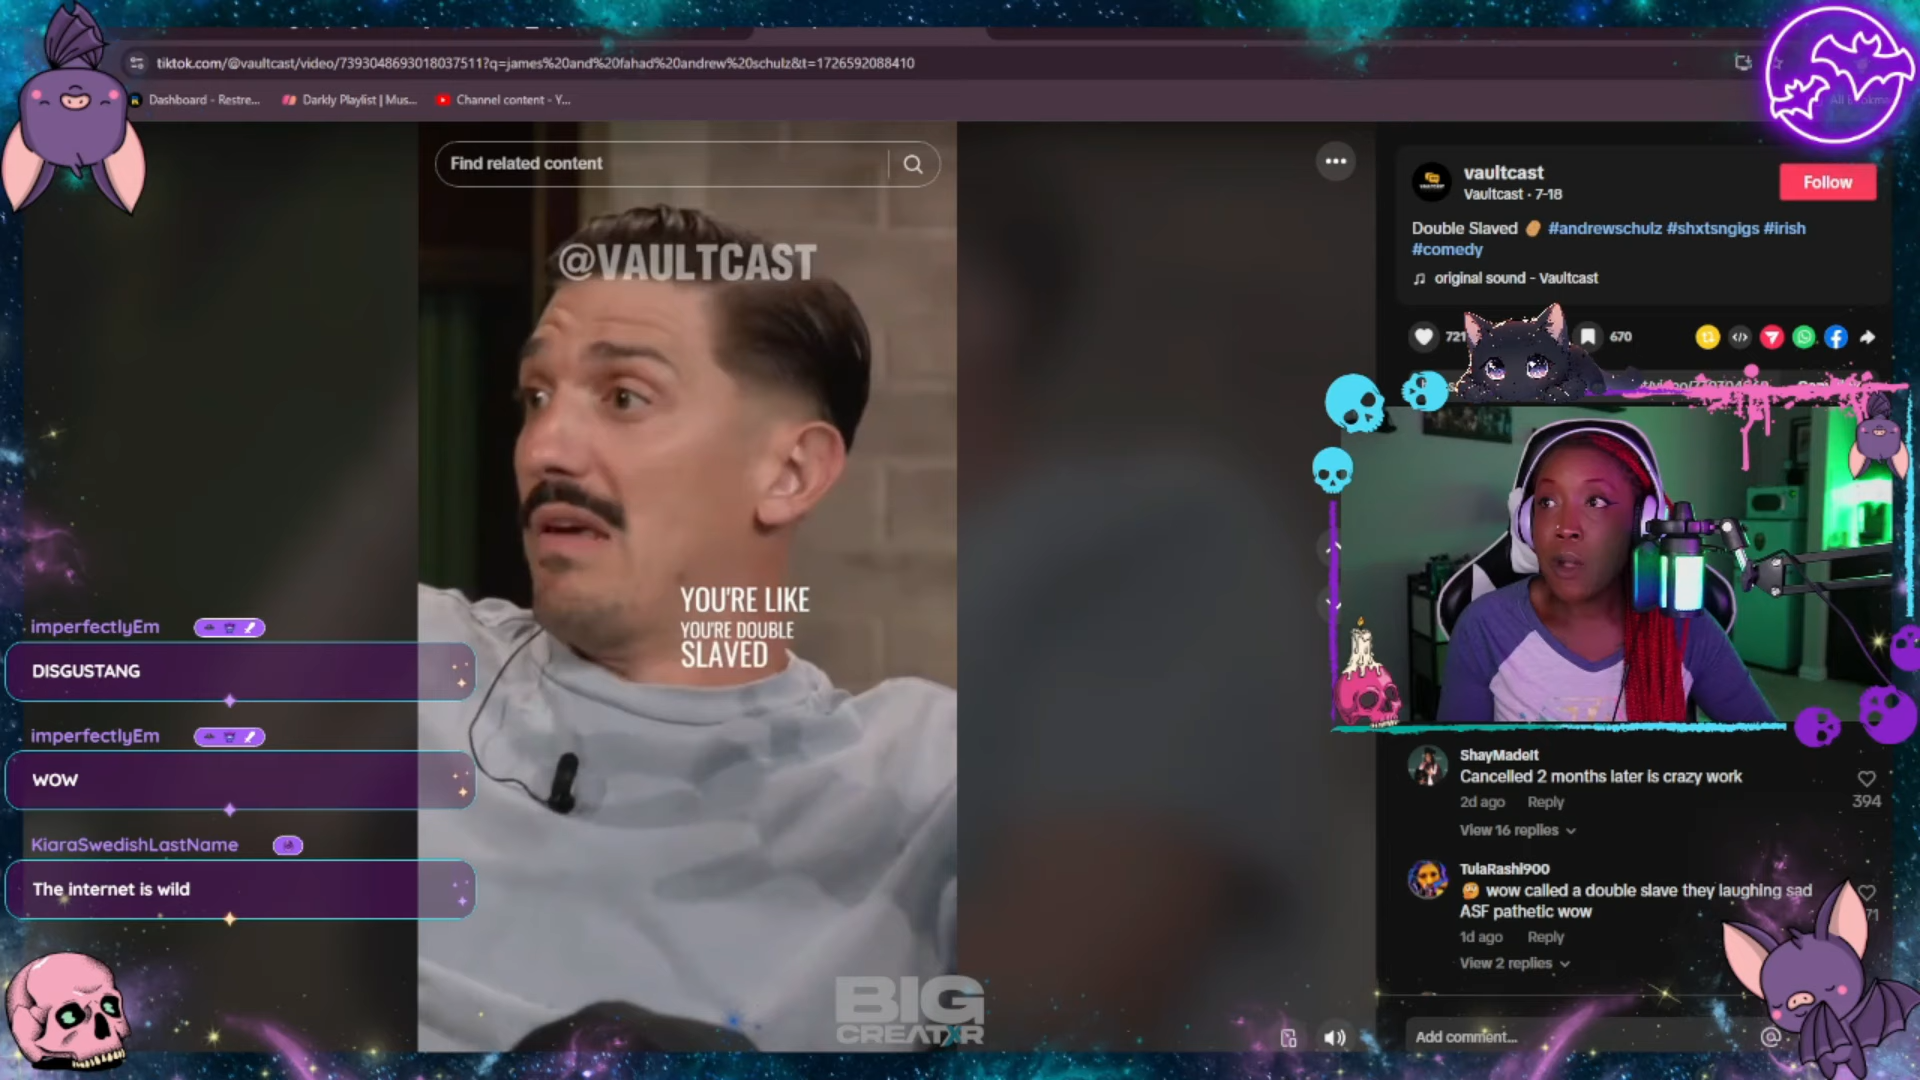 tiktok.com/@vaultcast/video/7393048693018037511?q=james%20and%20fahad%20andrew%20schulz&t=1726592088410
Dashboard - Restre...
Darkly Playlist | Mus...
Channel content - Y...
Find related content
@VAULTCAST
YOU'RE LIKE
YOU'RE DOUBLE
SLAVED
BIG
CREATXR
imperfectlyEm
DISGUSTANG
imperfectlyEm
WOW
KiaraSwedishLastName
The internet is wild
vaultcast
Vaultcast · 7-18
Follow
Double Slaved 🥔 #andrewschulz #shxtsngigs #irish
#comedy
♫ original sound - Vaultcast
721
670
ShayMadeIt
Cancelled 2 months later is crazy work
2d ago Reply
394
View 16 replies
TulaRashi900
wow called a double slave they laughing sad
ASF pathetic wow
1d ago Reply
View 2 replies
Add comment...